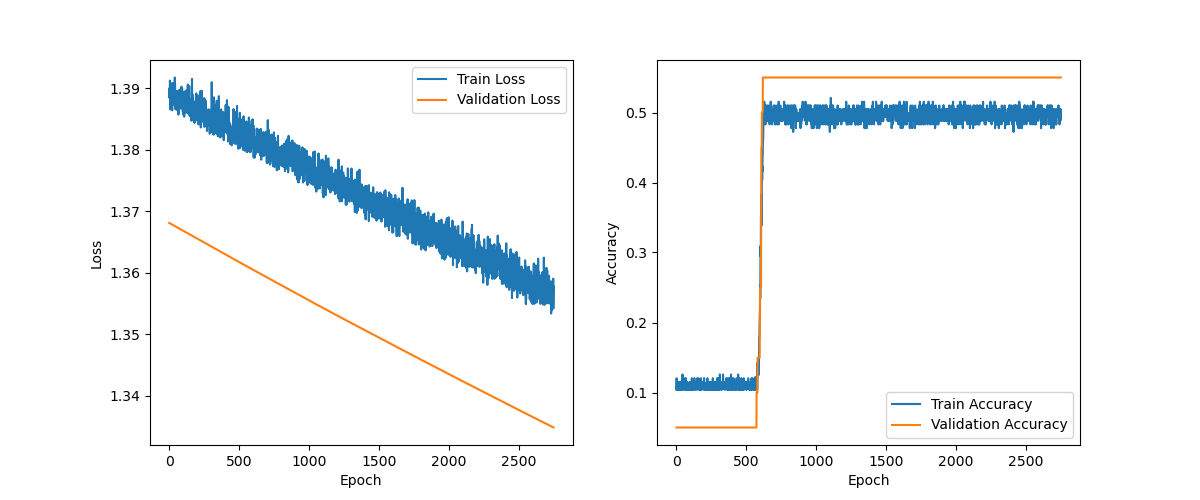 Train Loss
Validation Loss
1.39
1.38
1.37
1.36
1.35
1.34
Loss
0
500
1000
1500
2000
2500
Epoch
0.5
0.4
0.3
0.2
0.1
Accuracy
Train Accuracy
Validation Accuracy
0
500
1000
1500
2000
2500
Epoch